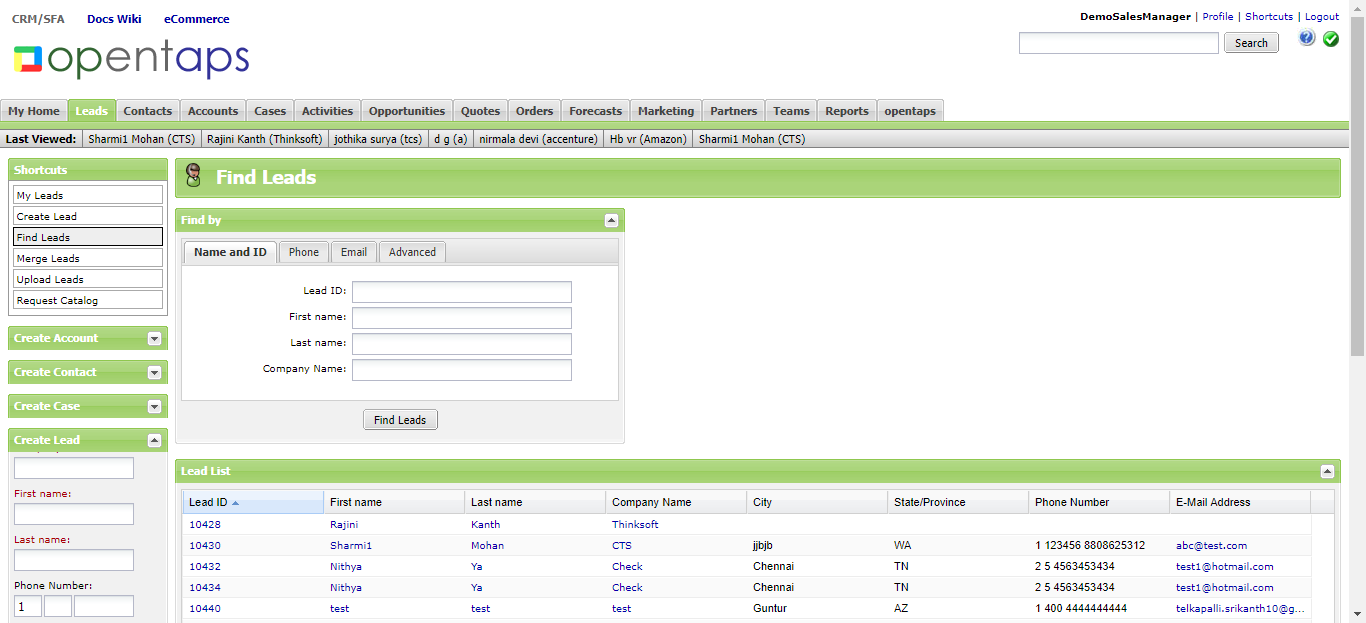 CRM/SFA Docs Wiki eCommerce
DemoSalesManager | Profile | Shortcuts | Logout
opentaps
Search
My Home Leads Contacts Accounts Cases Activities Opportunities Quotes Orders Forecasts Marketing Partners Teams Reports opentaps
Last Viewed: Sharmi1 Mohan (CTS) Rajini Kanth (Thinksoft) jothika surya (tcs) d g (a) nirmala devi (accenture) Hb vr (Amazon) Sharmi1 Mohan (CTS)
Shortcuts
My Leads
Create Lead
Find Leads
Merge Leads
Upload Leads
Request Catalog
Create Account
Create Contact
Create Case
Create Lead
First name:
Last name:
Phone Number:
1
Find Leads
Find by
Name and ID Phone Email Advanced
Lead ID:
First name:
Last name:
Company Name:
Find Leads
Lead List
Lead ID First name Last name Company Name City State/Province Phone Number E-Mail Address
10428 Rajini Kanth Thinksoft
10430 Sharmi1 Mohan CTS jjbjb WA 1 123456 8808625312 abc@test.com
10432 Nithya Ya Check Chennai TN 2 5 4563453434 test1@hotmail.com
10434 Nithya Ya Check Chennai TN 2 5 4563453434 test1@hotmail.com
10440 test test test Guntur AZ 1 400 4444444444 telkapalli.srikanth10@g...